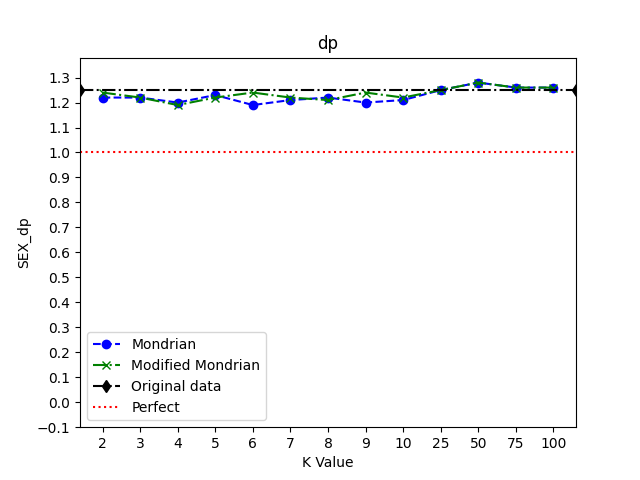 dp
SEX_dp
1.3
1.2
1.1
1.0
0.9
0.8
0.7
0.6
0.5
0.4
0.3
0.2
0.1
0.0
−0.1
Mondrian
Modified Mondrian
Original data
Perfect
2 3 4 5 6 7 8 9 10 25 50 75 100
K Value